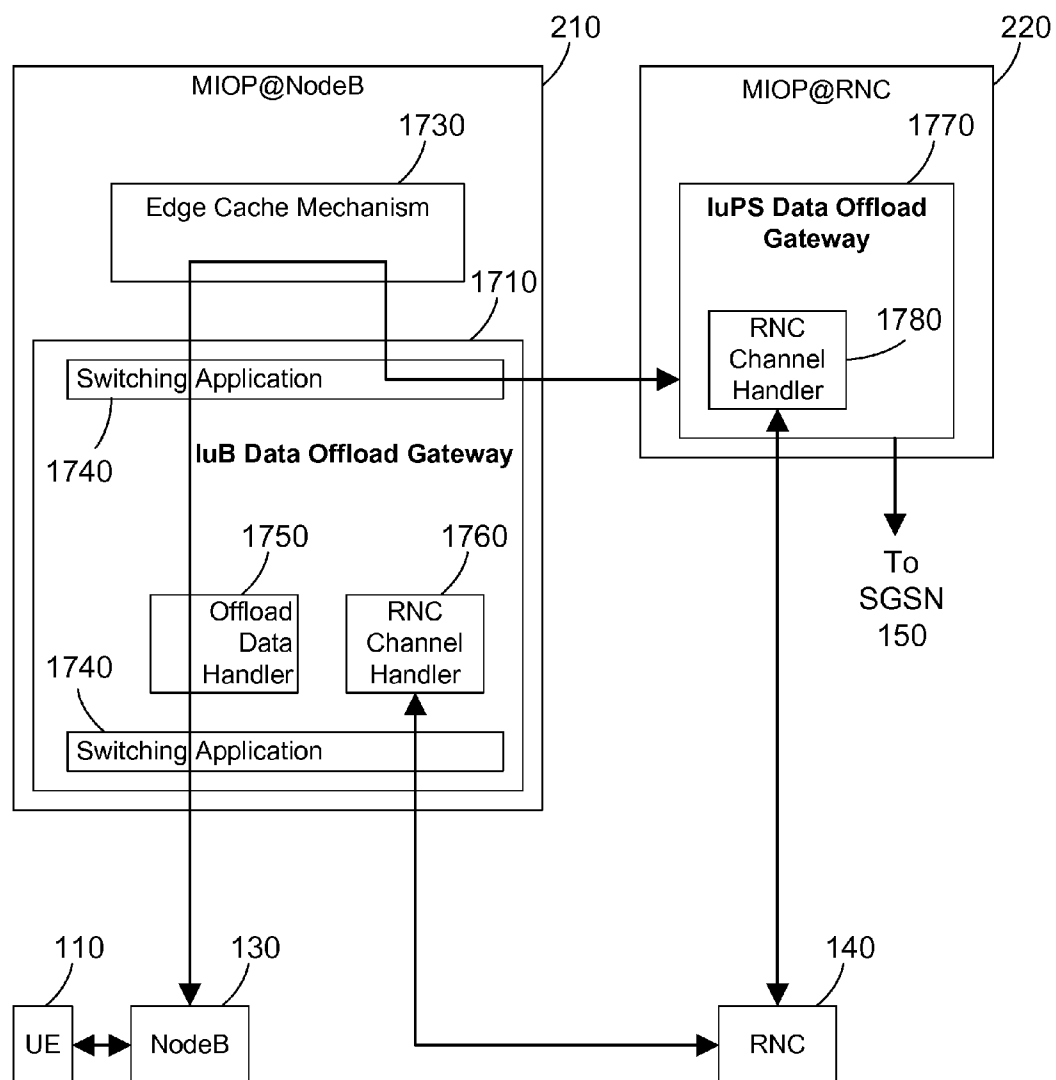 210
220
MIOP@NodeB
MIOP@RNC
1730
1770
Edge Cache Mechanism
IuPS Data Offload
Gateway
1710
1780
RNC
Channel
Handler
Switching Application
1740
IuB Data Offload Gateway
1750
1760
Offload
Data
Handler
RNC
Channel
Handler
To
SGSN
150
1740
Switching Application
110
130
140
UE
NodeB
RNC